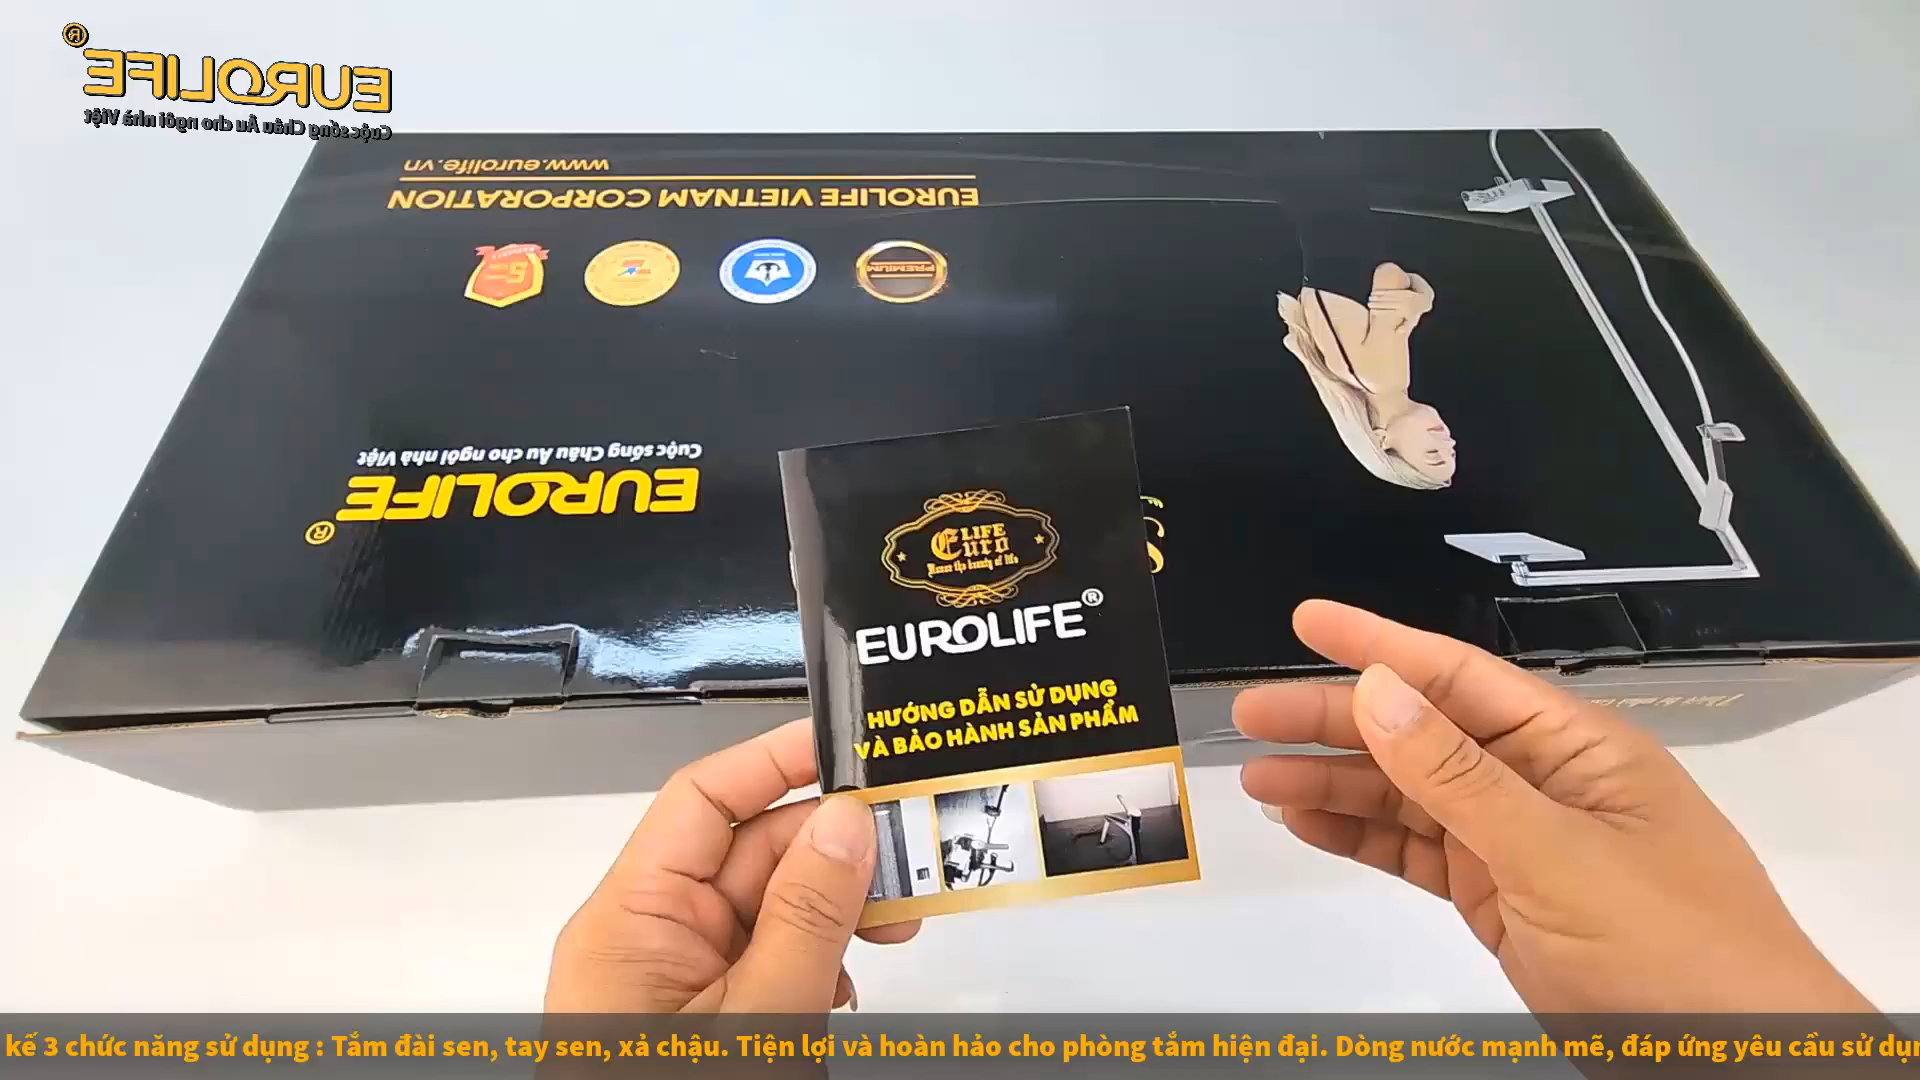 EUROLIFE®
Cuộc sống Châu Âu cho ngôi nhà Việt
www.eurolife.vn
EUROLIFE VIETNAM CORPORATION
PREMIUM
Cuộc sống Châu Âu cho ngôi nhà Việt
EUROLIFE®
LIFE
Euro
EUROLIFE®
HƯỚNG DẪN SỬ DỤNG
VÀ BẢO HÀNH SẢN PHẨM
kế 3 chức năng sử dụng : Tắm đài sen, tay sen, xả chậu. Tiện lợi và hoàn hảo cho phòng tắm hiện đại. Dòng nước mạnh mẽ, đáp ứng yêu cầu sử dụn